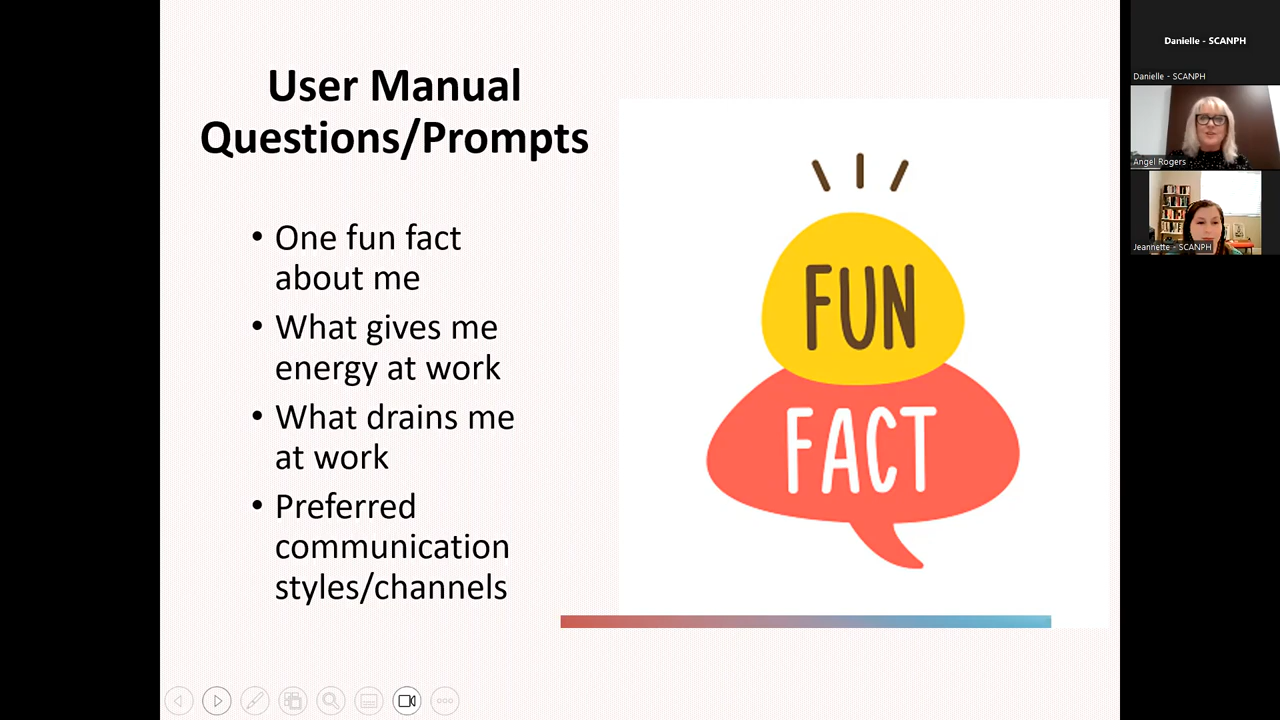 User Manual
Questions/Prompts
• One fun fact
about me
• What gives me
energy at work
• What drains me
at work
• Preferred
communication
styles/channels
FUN
FACT
Danielle - SCANPH
Danielle - SCANPH
Angel Rogers
Jeannette - SCANPH